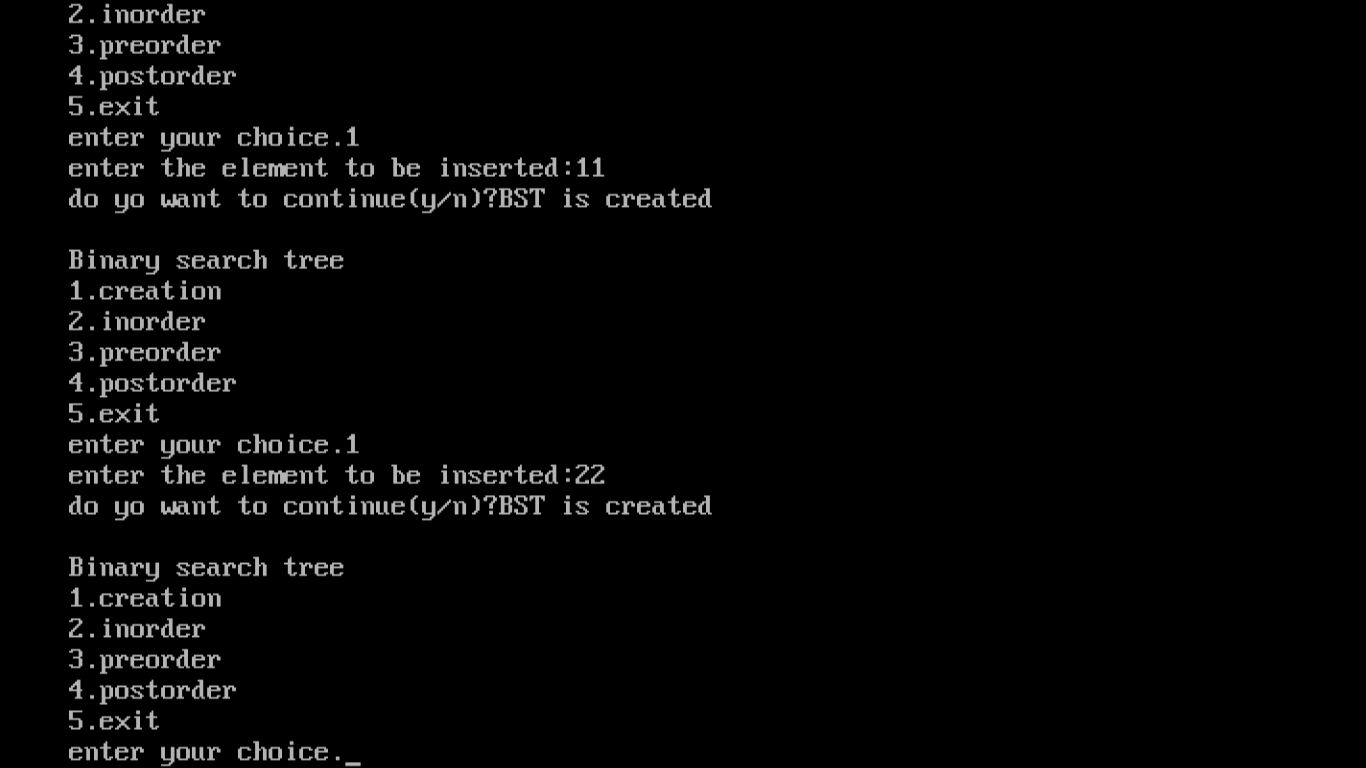 2.inorder
3.preorder
4.postorder
5.exit
enter your choice.1
enter the element to be inserted:11
do yo want to continue(y/n)?BST is created
Binary search tree
1.creation
2.inorder
3.preorder
4.postorder
5.exit
enter your choice.1
enter the element to be inserted:22
do yo want to continue(y/n)?BST is created
Binary search tree
1.creation
2.inorder
3.preorder
4.postorder
5.exit
enter your choice._